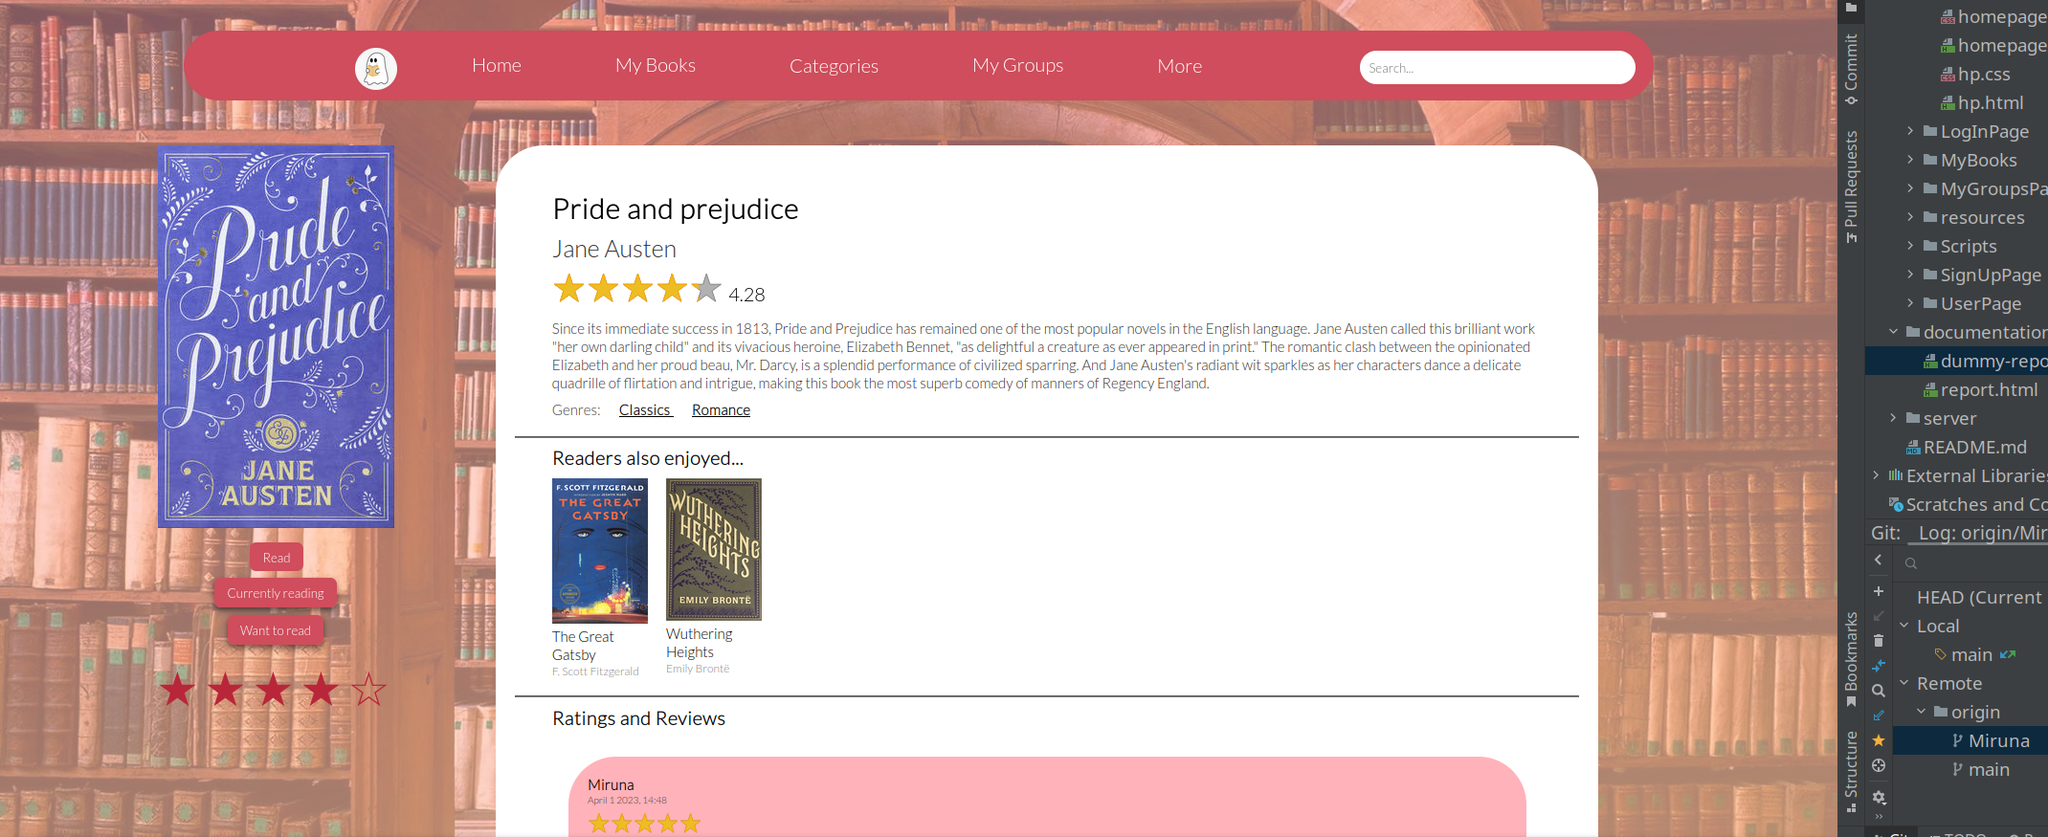 Home
My Books
Categories
My Groups
More
Search...
Pride
and
Prejudice
JANE
AUSTEN
Read
Currently reading
Want to read
Pride and prejudice
Jane Austen
4.28
Since its immediate success in 1813, Pride and Prejudice has remained one of the most popular novels in the English language. Jane Austen called this brilliant work
"her own darling child" and its vivacious heroine, Elizabeth Bennet, "as delightful a creature as ever appeared in print." The romantic clash between the opinionated
Elizabeth and her proud beau, Mr. Darcy, is a splendid performance of civilized sparring. And Jane Austen's radiant wit sparkles as her characters dance a delicate
quadrille of flirtation and intrigue, making this book the most superb comedy of manners of Regency England.
Genres: Classics Romance
Readers also enjoyed...
F. SCOTT FITZGERALD
THE GREAT
GATSBY
WUTHERING
HEIGHTS
EMILY BRONTË
The Great
Gatsby
F. Scott Fitzgerald
Wuthering
Heights
Emily Brontë
Ratings and Reviews
Miruna
April 1 2023, 14:48
Commit
Pull Requests
Bookmarks
Structure
homepage
homepage
hp.css
hp.html
LogInPage
MyBooks
MyGroupsPa
resources
Scripts
SignUpPage
UserPage
documentation
dummy-repo
report.html
server
README.md
External Libraries
Scratches and Co
Git: Log: origin/Mir
HEAD (Current
Local
main
Remote
origin
Miruna
main